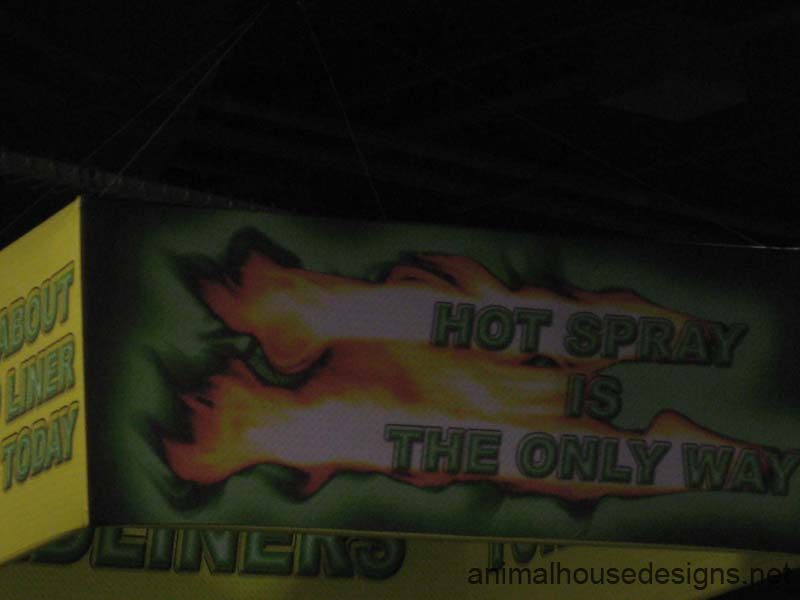 ABOUT
LINER
TODAY
HOT SPRAY
IS
THE ONLY WAY
animalhousedesigns.net